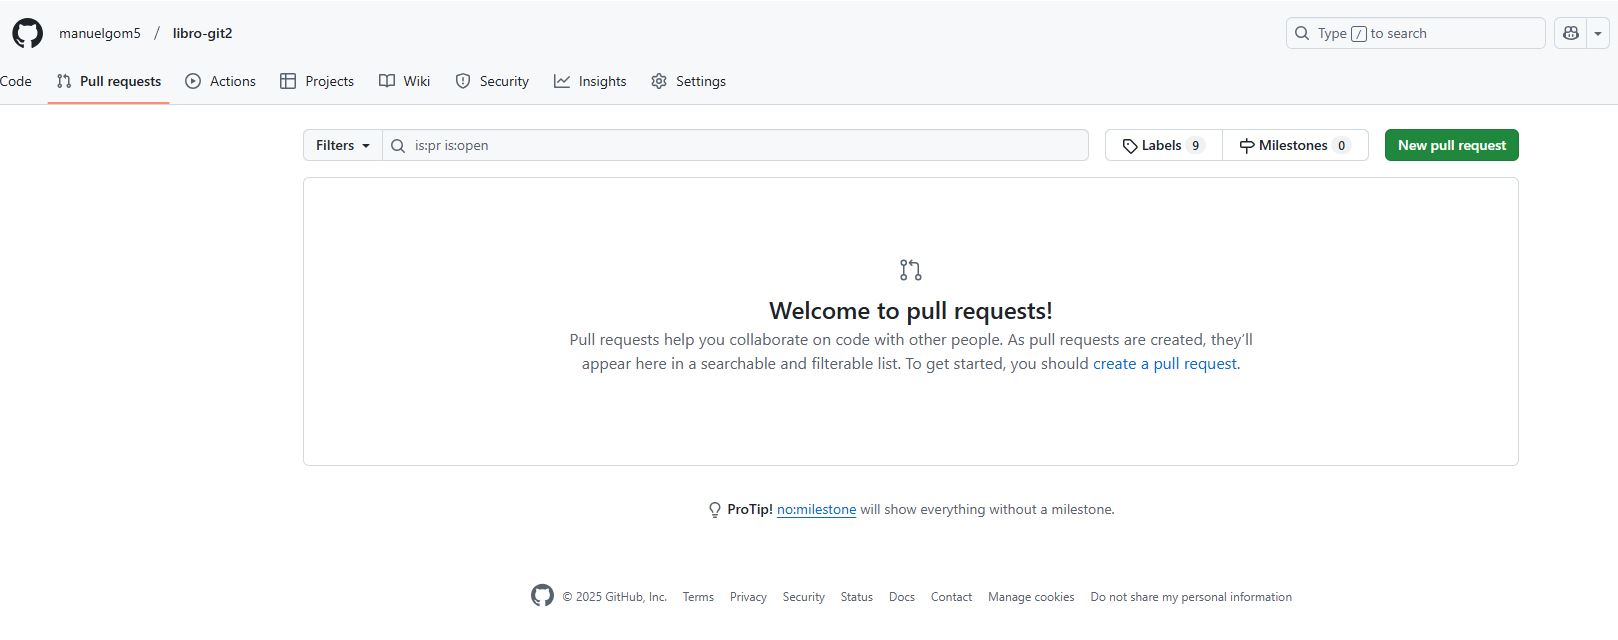 manuelgom5 / libro-git2
Type / to search
Code Pull requests Actions Projects Wiki Security Insights Settings
Filters is:pr is:open Labels 9 Milestones 0 New pull request
Welcome to pull requests!
Pull requests help you collaborate on code with other people. As pull requests are created, they’ll
appear here in a searchable and filterable list. To get started, you should create a pull request.
ProTip! no:milestone will show everything without a milestone.
© 2025 GitHub, Inc. Terms Privacy Security Status Docs Contact Manage cookies Do not share my personal information